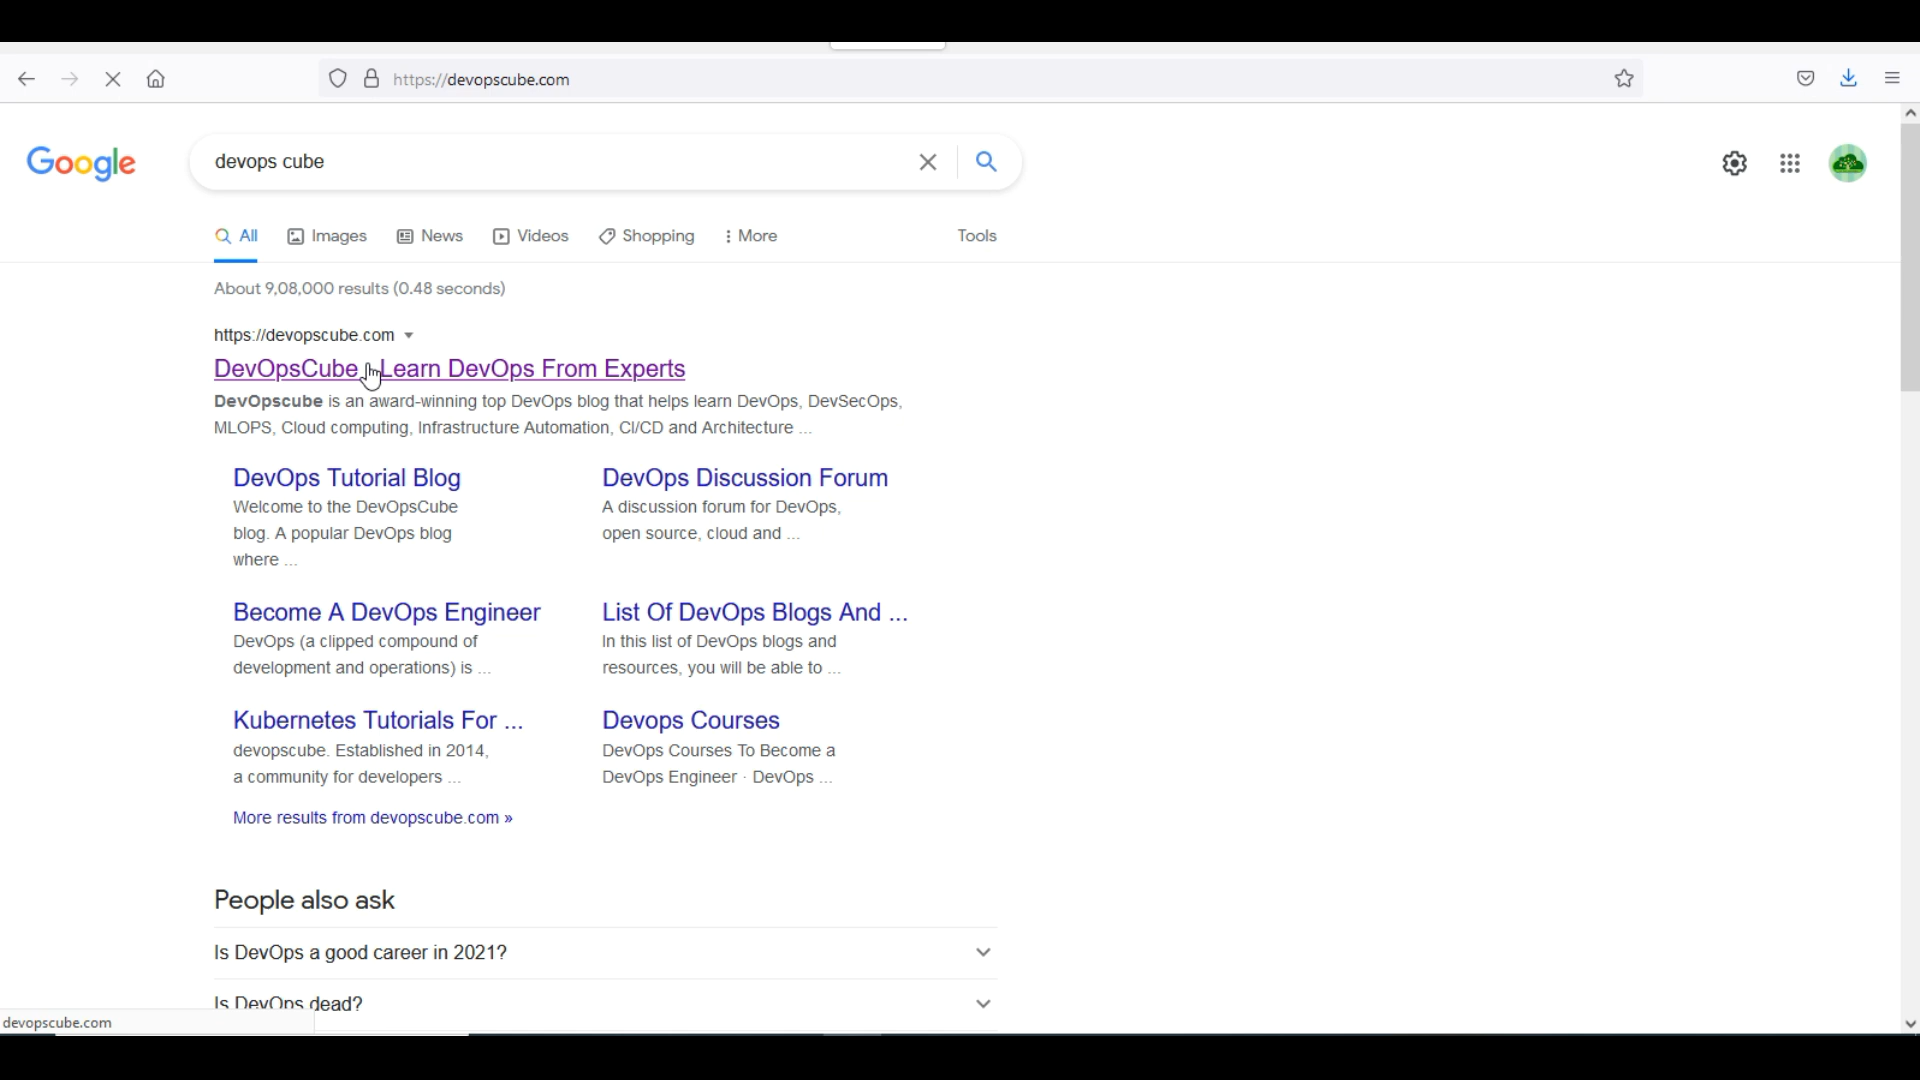 https://devopscube.com
Google
devops cube
All Images News Videos Shopping More Tools
About 9,08,000 results (0.48 seconds)
https://devopscube.com
DevOpsCube Learn DevOps From Experts
DevOpscube is an award-winning top DevOps blog that helps learn DevOps, DevSecOps,
MLOPS, Cloud computing, Infrastructure Automation, CI/CD and Architecture ...
DevOps Tutorial Blog
Welcome to the DevOpsCube
blog. A popular DevOps blog
where ...
DevOps Discussion Forum
A discussion forum for DevOps,
open source, cloud and ...
Become A DevOps Engineer
DevOps (a clipped compound of
development and operations) is ...
List Of DevOps Blogs And ...
In this list of DevOps blogs and
resources, you will be able to ...
Kubernetes Tutorials For ...
devopscube. Established in 2014,
a community for developers ...
Devops Courses
DevOps Courses To Become a
DevOps Engineer · DevOps ...
More results from devopscube.com »
People also ask
Is DevOps a good career in 2021?
Is DevOps dead?
devopscube.com